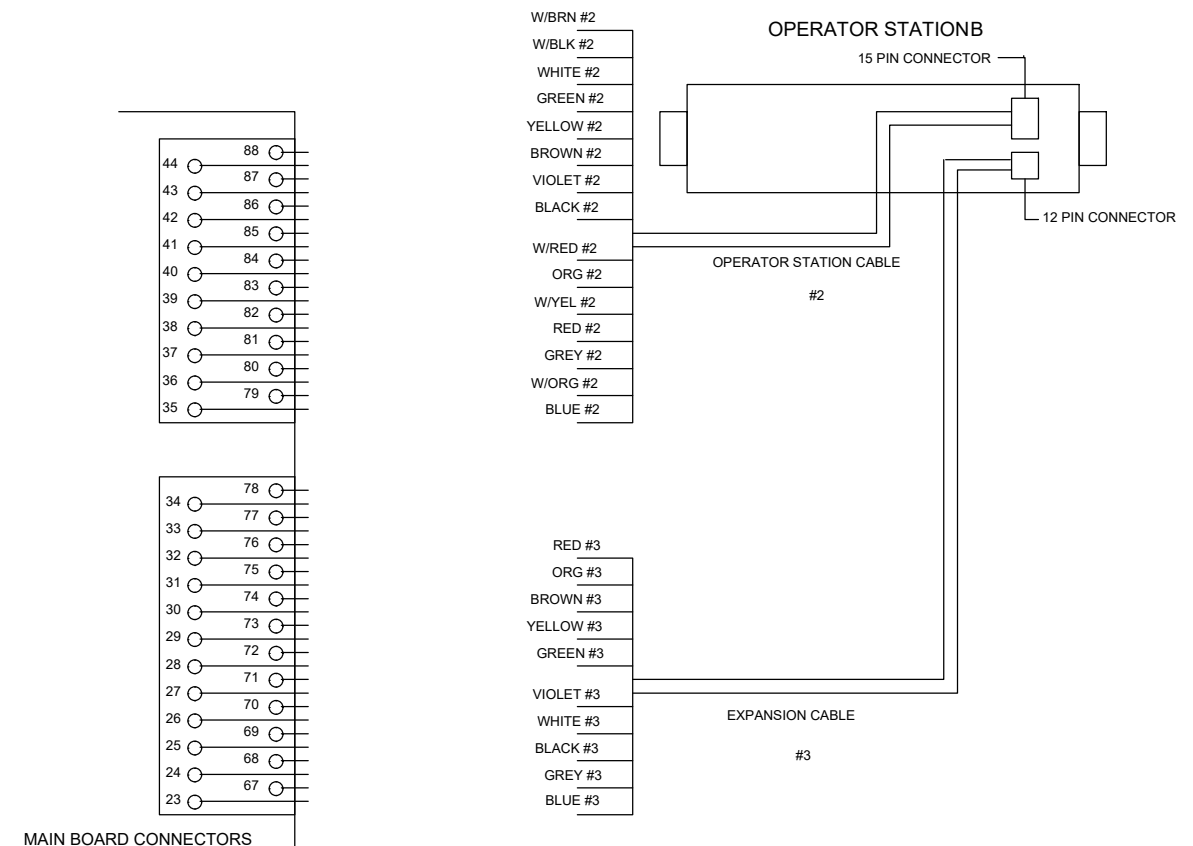 W/BRN #2
OPERATOR STATIONB
W/BLK #2
15 PIN CONNECTOR
WHITE #2
GREEN #2
YELLOW #2
BROWN #2
VIOLET #2
BLACK #2
12 PIN CONNECTOR
W/RED #2
OPERATOR STATION CABLE
#2
ORG #2
W/YEL #2
RED #2
GREY #2
W/ORG #2
BLUE #2
88
44
87
43
86
42
85
41
84
40
83
39
82
38
81
37
80
36
79
35
78
34
77
33
76
32
75
31
74
30
73
29
72
28
71
27
70
26
69
25
68
24
67
23
RED #3
ORG #3
BROWN #3
YELLOW #3
GREEN #3
VIOLET #3
WHITE #3
BLACK #3
GREY #3
BLUE #3
EXPANSION CABLE
#3
MAIN BOARD CONNECTORS